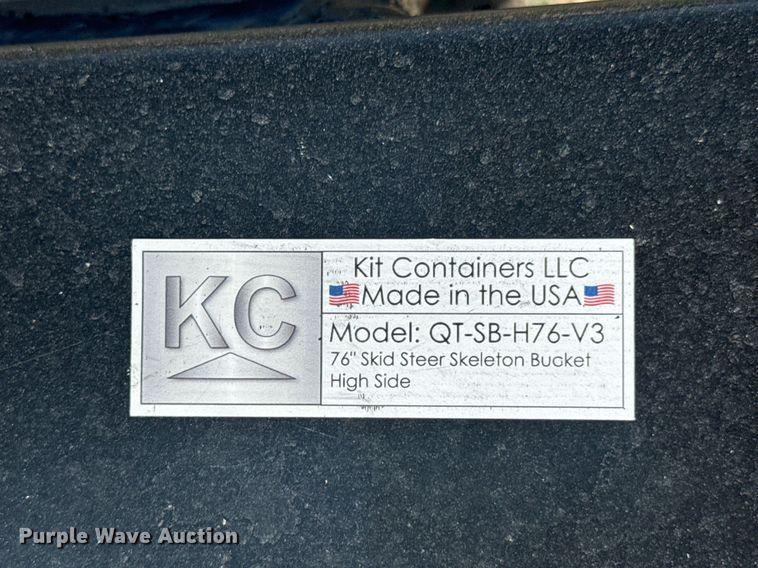 KC
Kit Containers LLC
Made in the USA
Model: QT-SB-H76-V3
76" Skid Steer Skeleton Bucket
High Side
Purple Wave Auction®